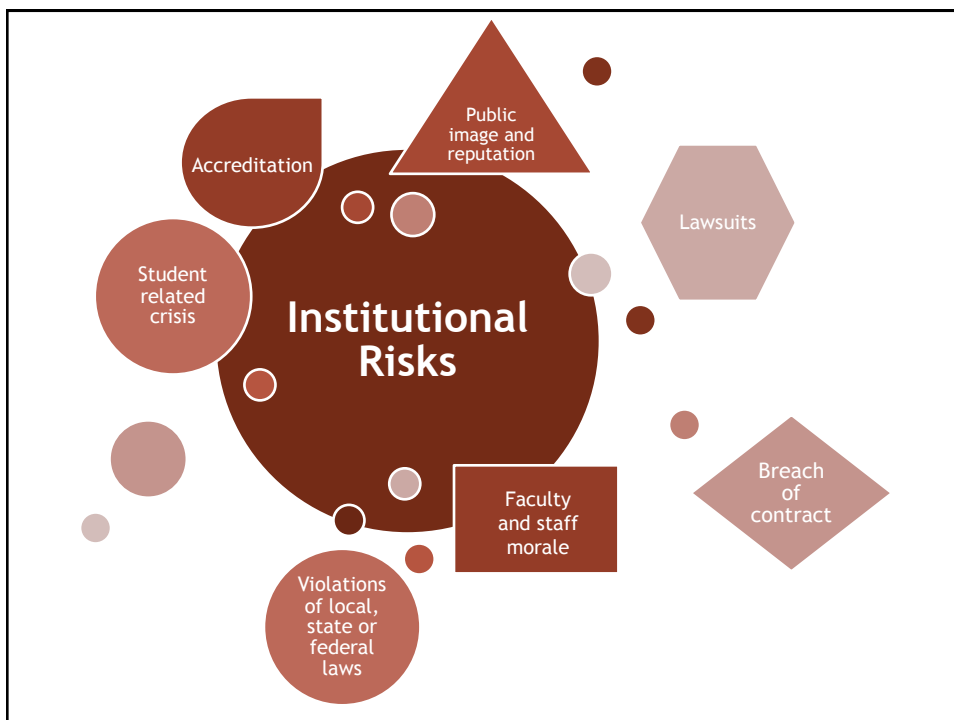 Public
image and
reputation
Accreditation
Lawsuits
Student
related
crisis
Institutional
Risks
Breach
of
contract
Faculty
and staff
morale
Violations
of local,
state or
federal
laws